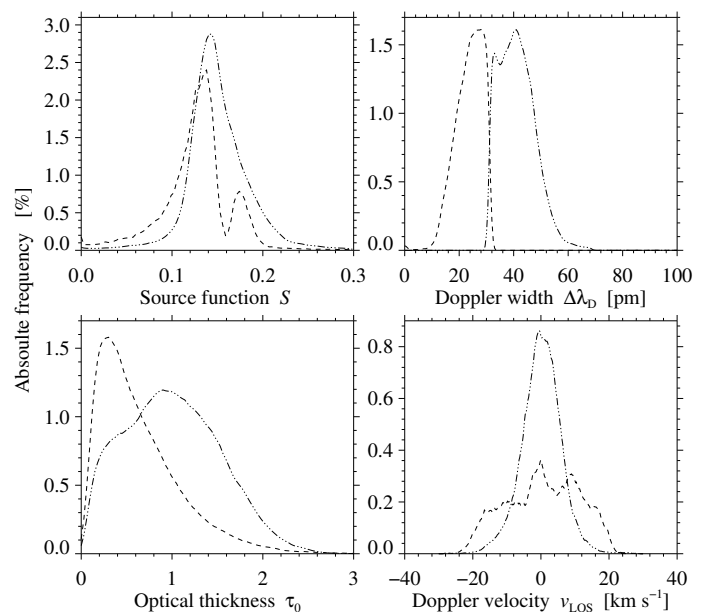 Absoulte frequency [%]
3.0
2.5
2.0
1.5
1.0
0.5
0.0
0.0 0.1 0.2 0.3
Source function S
1.5
1.0
0.5
0.0
0 20 40 60 80 100
Doppler width Δλ_D [pm]
1.5
1.0
0.5
0.0
0 1 2 3
Optical thickness τ₀
0.8
0.6
0.4
0.2
0.0
−40 −20 0 20 40
Doppler velocity v_LOS [km s⁻¹]